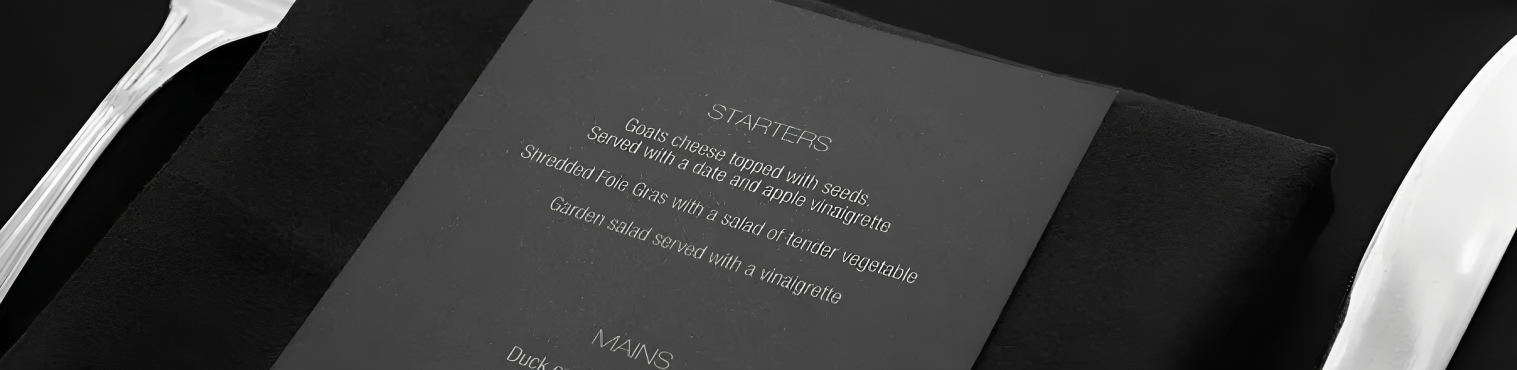 STARTERS
Goats cheese topped with seeds.
Served with a date and apple vinaigrette
Shredded Foie Gras with a salad of tender vegetable
Garden salad served with a vinaigrette
MAINS
Duck